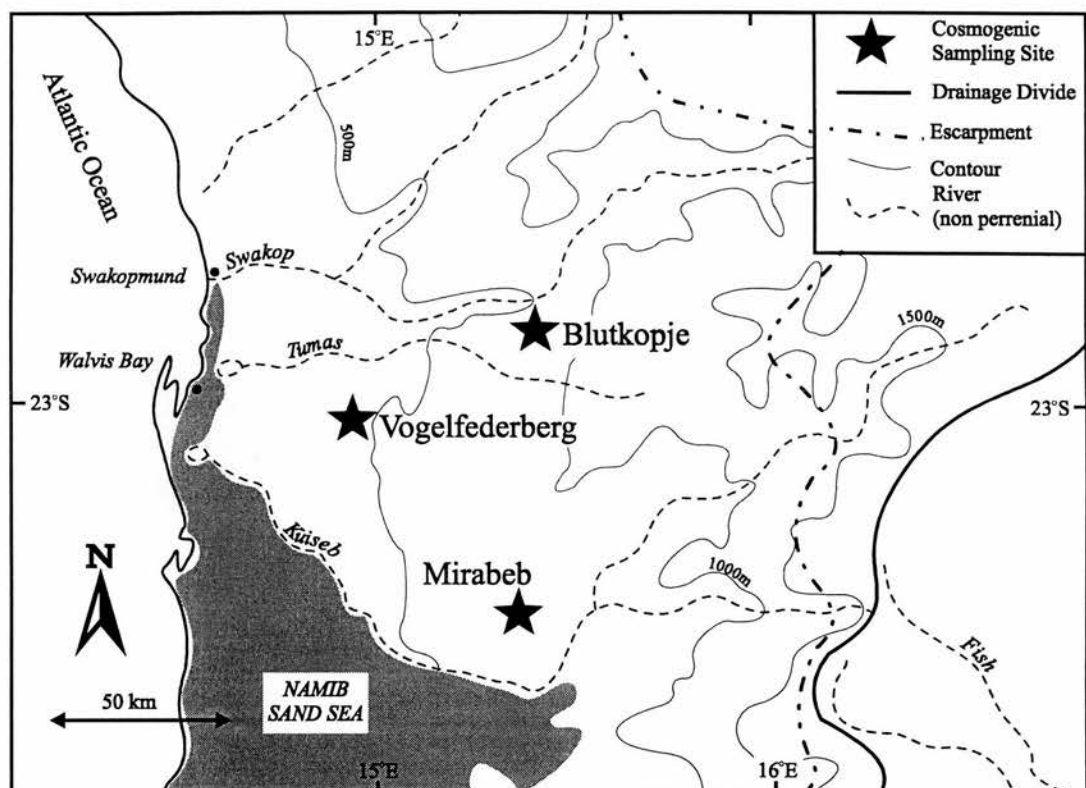 15°E
Atlantic Ocean
500m
Cosmogenic
Sampling Site
Drainage Divide
Escarpment
Contour
River
(non perrenial)
Swakopmund
Swakop
Walvis Bay
Tumas
Blutkopje
1500m
23°S
Vogelfederberg
23°S
Kuiseb
Mirabeb
1000m
N
Fish
50 km
NAMIB
SAND SEA
15°E
16°E